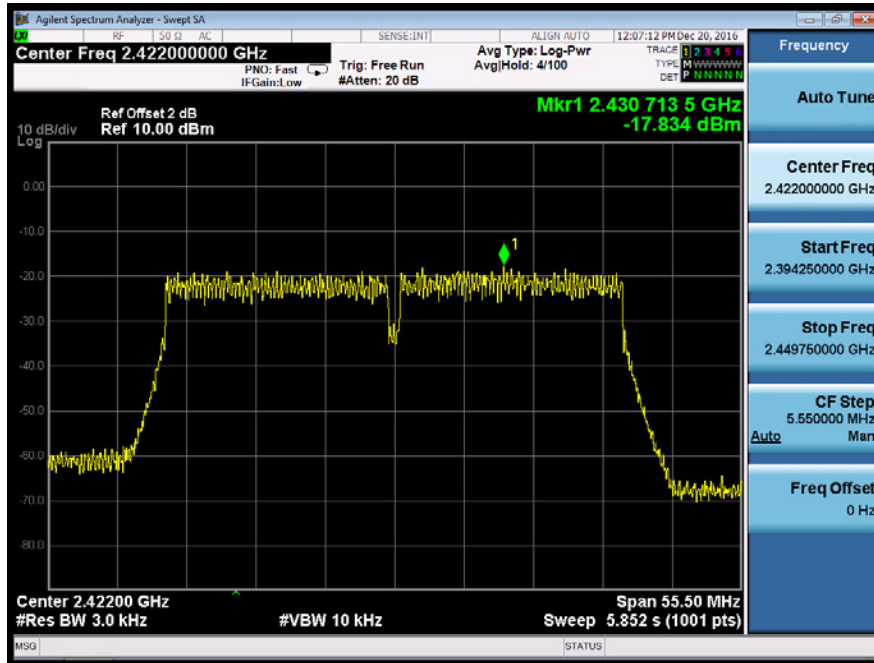 Agilent Spectrum Analyzer - Swept SA
LXI RF 50 Ω AC SENSE:INT ALIGN AUTO 12:07:12 PM Dec 20, 2016
Center Freq 2.422000000 GHz
PNO: Fast
IFGain:Low
Trig: Free Run
#Atten: 20 dB
Avg Type: Log-Pwr
Avg|Hold: 4/100
TRACE 1 2 3 4 5 6
TYPE M WWWWW
DET P N N N N N
Mkr1 2.430 713 5 GHz
-17.834 dBm
Ref Offset 2 dB
Ref 10.00 dBm
10 dB/div
Log
0.00
-10.0
1
-20.0
-30.0
-40.0
-50.0
-60.0
-70.0
-80.0
Center 2.42200 GHz
Span 55.50 MHz
#Res BW 3.0 kHz
#VBW 10 kHz
Sweep 5.852 s (1001 pts)
MSG
STATUS
Frequency
Auto Tune
Center Freq
2.422000000 GHz
Start Freq
2.394250000 GHz
Stop Freq
2.449750000 GHz
CF Step
5.550000 MHz
Auto Man
Freq Offset
0 Hz